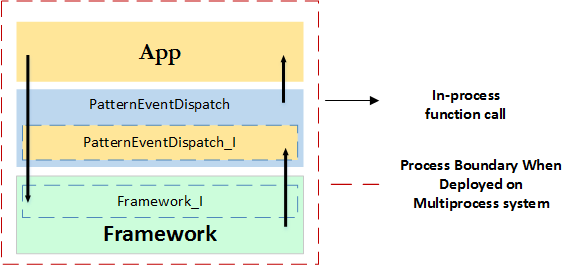 App
PatternEventDispatch
PatternEventDispatch_I
Framework_I
Framework
In-process
function call
Process Boundary When
Deployed on
Multiprocess system